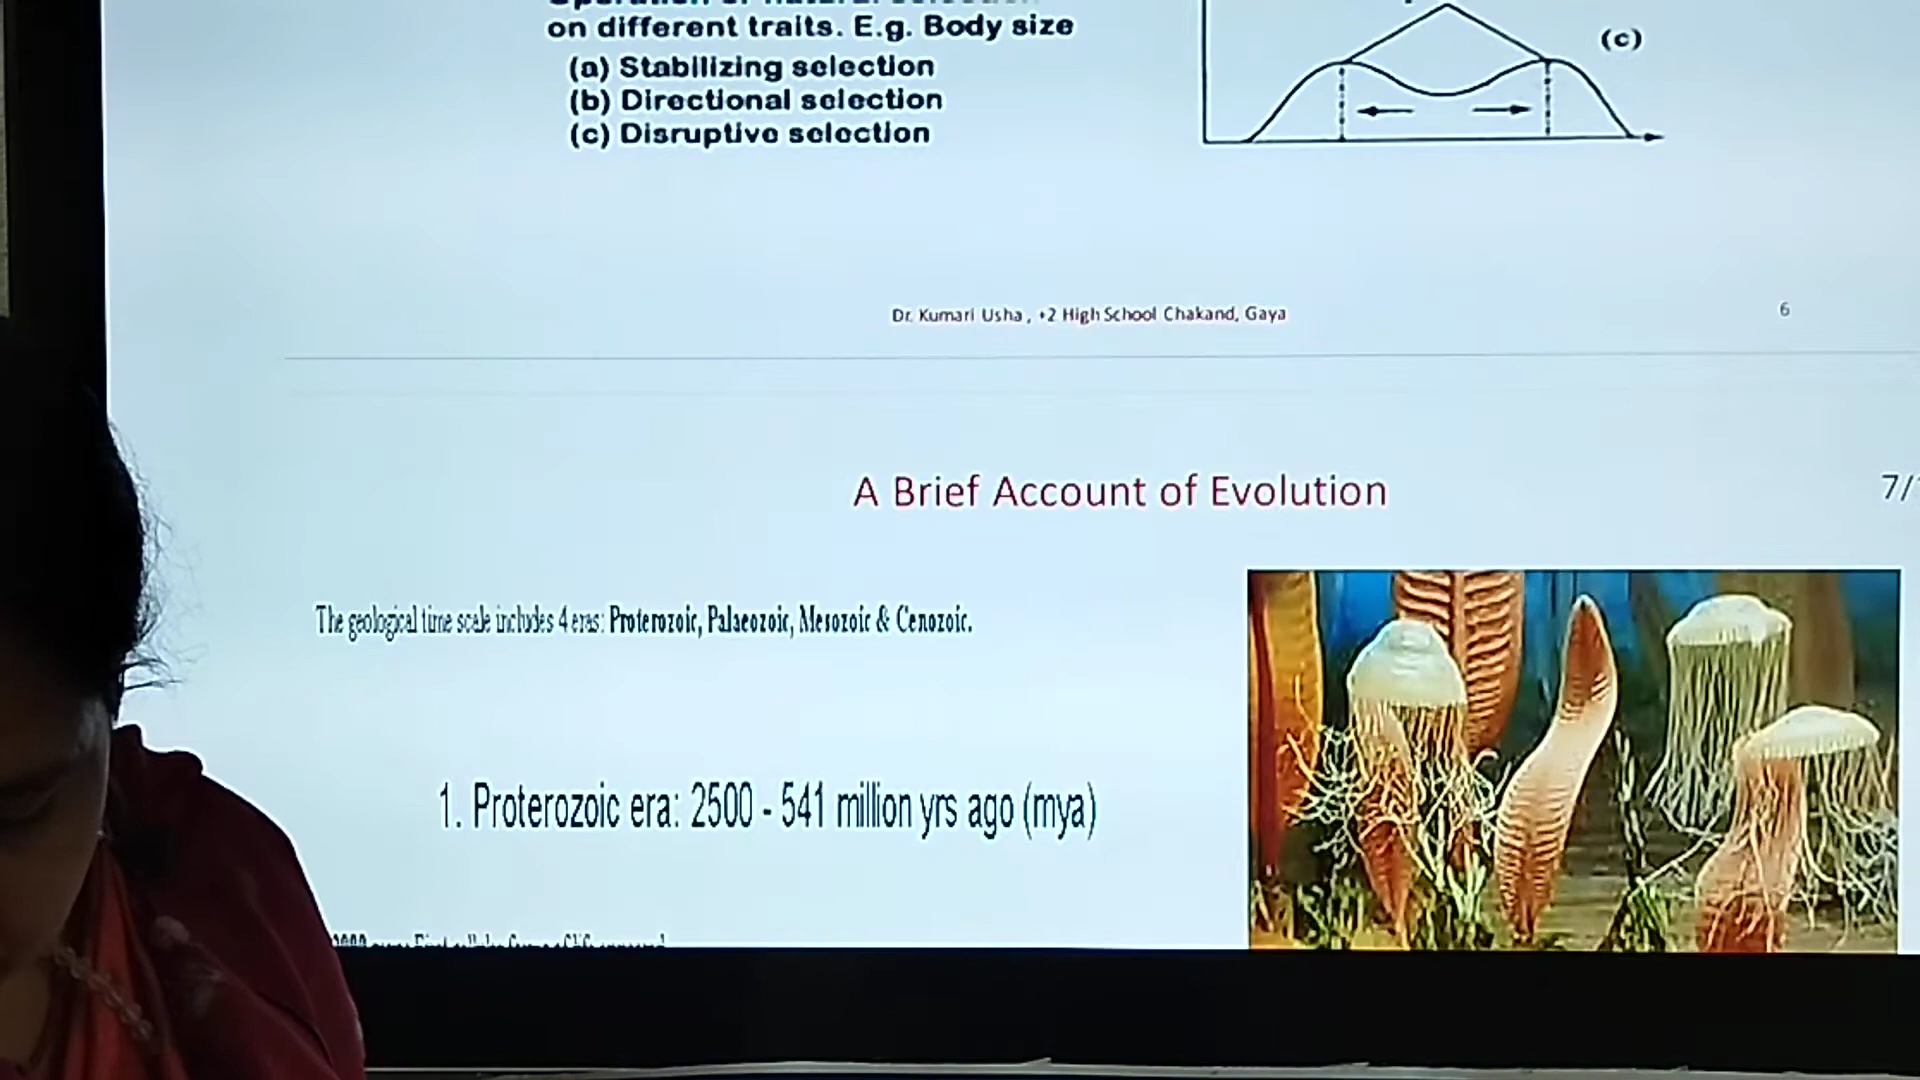 on different traits. E.g. Body size
(a) Stabilizing selection
(b) Directional selection
(c) Disruptive selection
(c)
Dr. Kumari Usha , +2 High School Chakand, Gaya
6
A Brief Account of Evolution
7/
The geological time scale includes 4 eras: Proterozoic, Palaeozoic, Mesozoic & Cenozoic.
1. Proterozoic era: 2500 - 541 million yrs ago (mya)